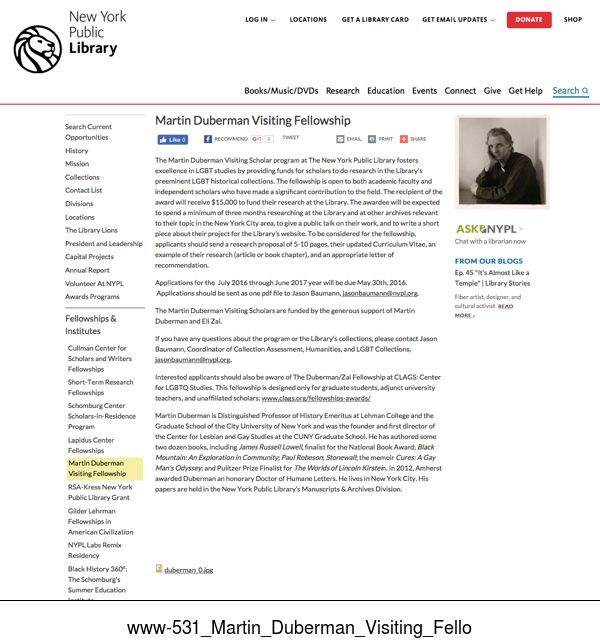 New York
Public
Library
LOG IN
LOCATIONS
GET A LIBRARY CARD
GET EMAIL UPDATES
DONATE
SHOP
Books/Music/DVDs Research Education Events Connect Give Get Help Search
Search Current
Opportunities
History
Mission
Collections
Contact List
Divisions
Locations
The Library Lions
President and Leadership
Capital Projects
Annual Report
Volunteer At NYPL
Awards Programs
Fellowships &
Institutes
Cullman Center for
Scholars and Writers
Fellowships
Short-Term Research
Fellowships
Schomburg Center
Scholars-in-Residence
Program
Lapidus Center
Fellowships
Martin Duberman
Visiting Fellowship
RSA-Kress New York
Public Library Grant
Gilder Lehrman
Fellowships in
American Civilization
NYPL Labs Remix
Residency
Black History 360°:
The Schomburg's
Summer Education
Institute
Martin Duberman Visiting Fellowship
Like 0
RECOMMEND
G+1 0
TWEET
EMAIL
PRINT
SHARE
The Martin Duberman Visiting Scholar program at The New York Public Library fosters
excellence in LGBT studies by providing funds for scholars to do research in the Library's
preeminent LGBT historical collections. The fellowship is open to both academic faculty and
independent scholars who have made a significant contribution to the field. The recipient of the
award will receive $15,000 to fund their research at the Library. The awardee will be expected
to spend a minimum of three months researching at the Library and at other archives relevant
to their topic in the New York City area, to give a public talk on their work, and to write a short
piece about their project for the Library's website. To be considered for the fellowship,
applicants should send a research proposal of 5-10 pages, their updated Curriculum Vitae, an
example of their research (article or book chapter), and an appropriate letter of
recommendation.
Applications for the July 2016 through June 2017 year will be due May 30th, 2016.
Applications should be sent as one pdf file to Jason Baumann, jasonbaumann@nypl.org.
The Martin Duberman Visiting Scholars are funded by the generous support of Martin
Duberman and Eli Zal.
If you have any questions about the program or the Library's collections, please contact Jason
Baumann, Coordinator of Collection Assessment, Humanities, and LGBT Collections,
jasonbaumann@nypl.org.
Interested applicants should also be aware of The Duberman/Zal Fellowship at CLAGS: Center
for LGBTQ Studies. This fellowship is designed only for graduate students, adjunct university
teachers, and unaffiliated scholars: www.clags.org/fellowships-awards/
Martin Duberman is Distinguished Professor of History Emeritus at Lehman College and the
Graduate School of the City University of New York and was the founder and first director of
the Center for Lesbian and Gay Studies at the CUNY Graduate School. He has authored some
two dozen books, including James Russell Lowell, finalist for the National Book Award; Black
Mountain: An Exploration in Community; Paul Robeson; Stonewall; the memoir Cures: A Gay
Man's Odyssey; and Pulitzer Prize Finalist for The Worlds of Lincoln Kirstein. In 2012, Amherst
awarded Duberman an honorary Doctor of Humane Letters. He lives in New York City. His
papers are held in the New York Public Library's Manuscripts & Archives Division.
duberman_0.jpg
ASK NYPL >
Chat with a librarian now
FROM OUR BLOGS
Ep. 45 "It's Almost Like a
Temple" | Library Stories
Fiber artist, designer, and
cultural activist READ
MORE ›
www-531_Martin_Duberman_Visiting_Fello